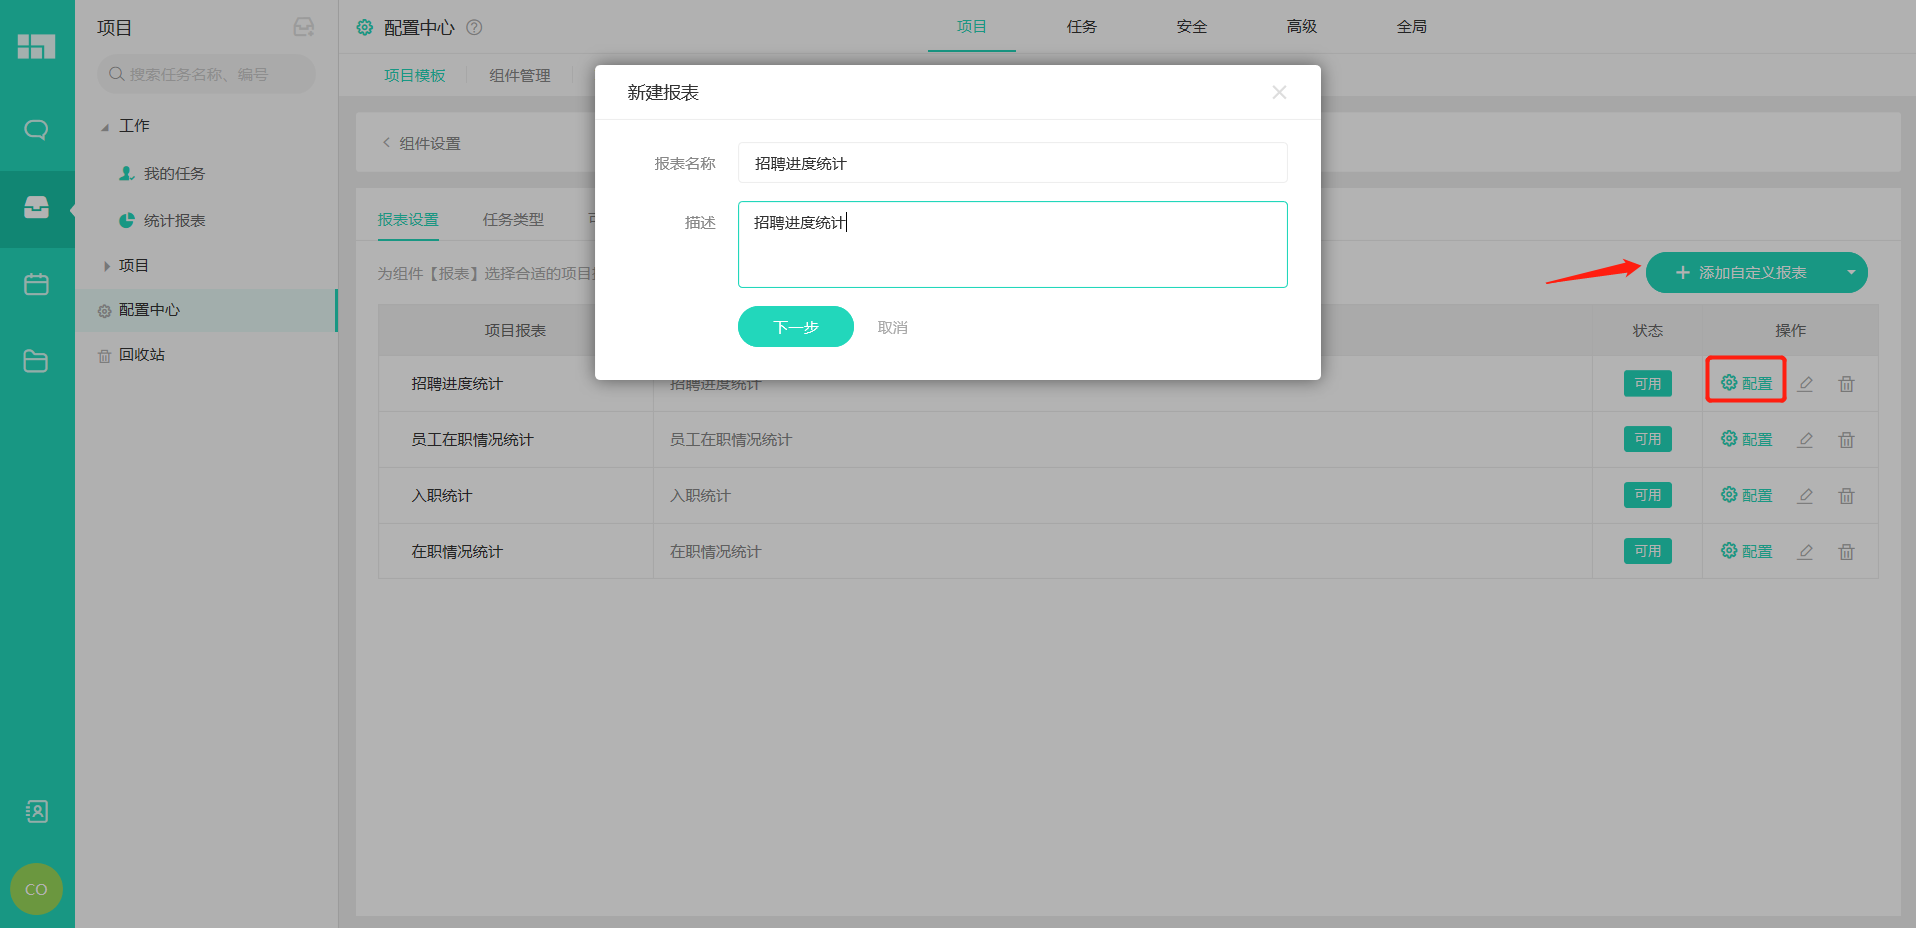 项目
搜索任务名称、编号
工作
我的任务
统计报表
项目
配置中心
回收站
CO
配置中心
项目
任务
安全
高级
全局
项目模板
组件管理
组件设置
报表设置
任务类型
为组件【报表】选择合适的项目
添加自定义报表
项目报表
状态
操作
招聘进度统计
招聘进度统计
可用
配置
员工在职情况统计
员工在职情况统计
可用
配置
入职统计
入职统计
可用
配置
在职情况统计
在职情况统计
可用
配置
新建报表
报表名称
招聘进度统计
描述
招聘进度统计
下一步
取消